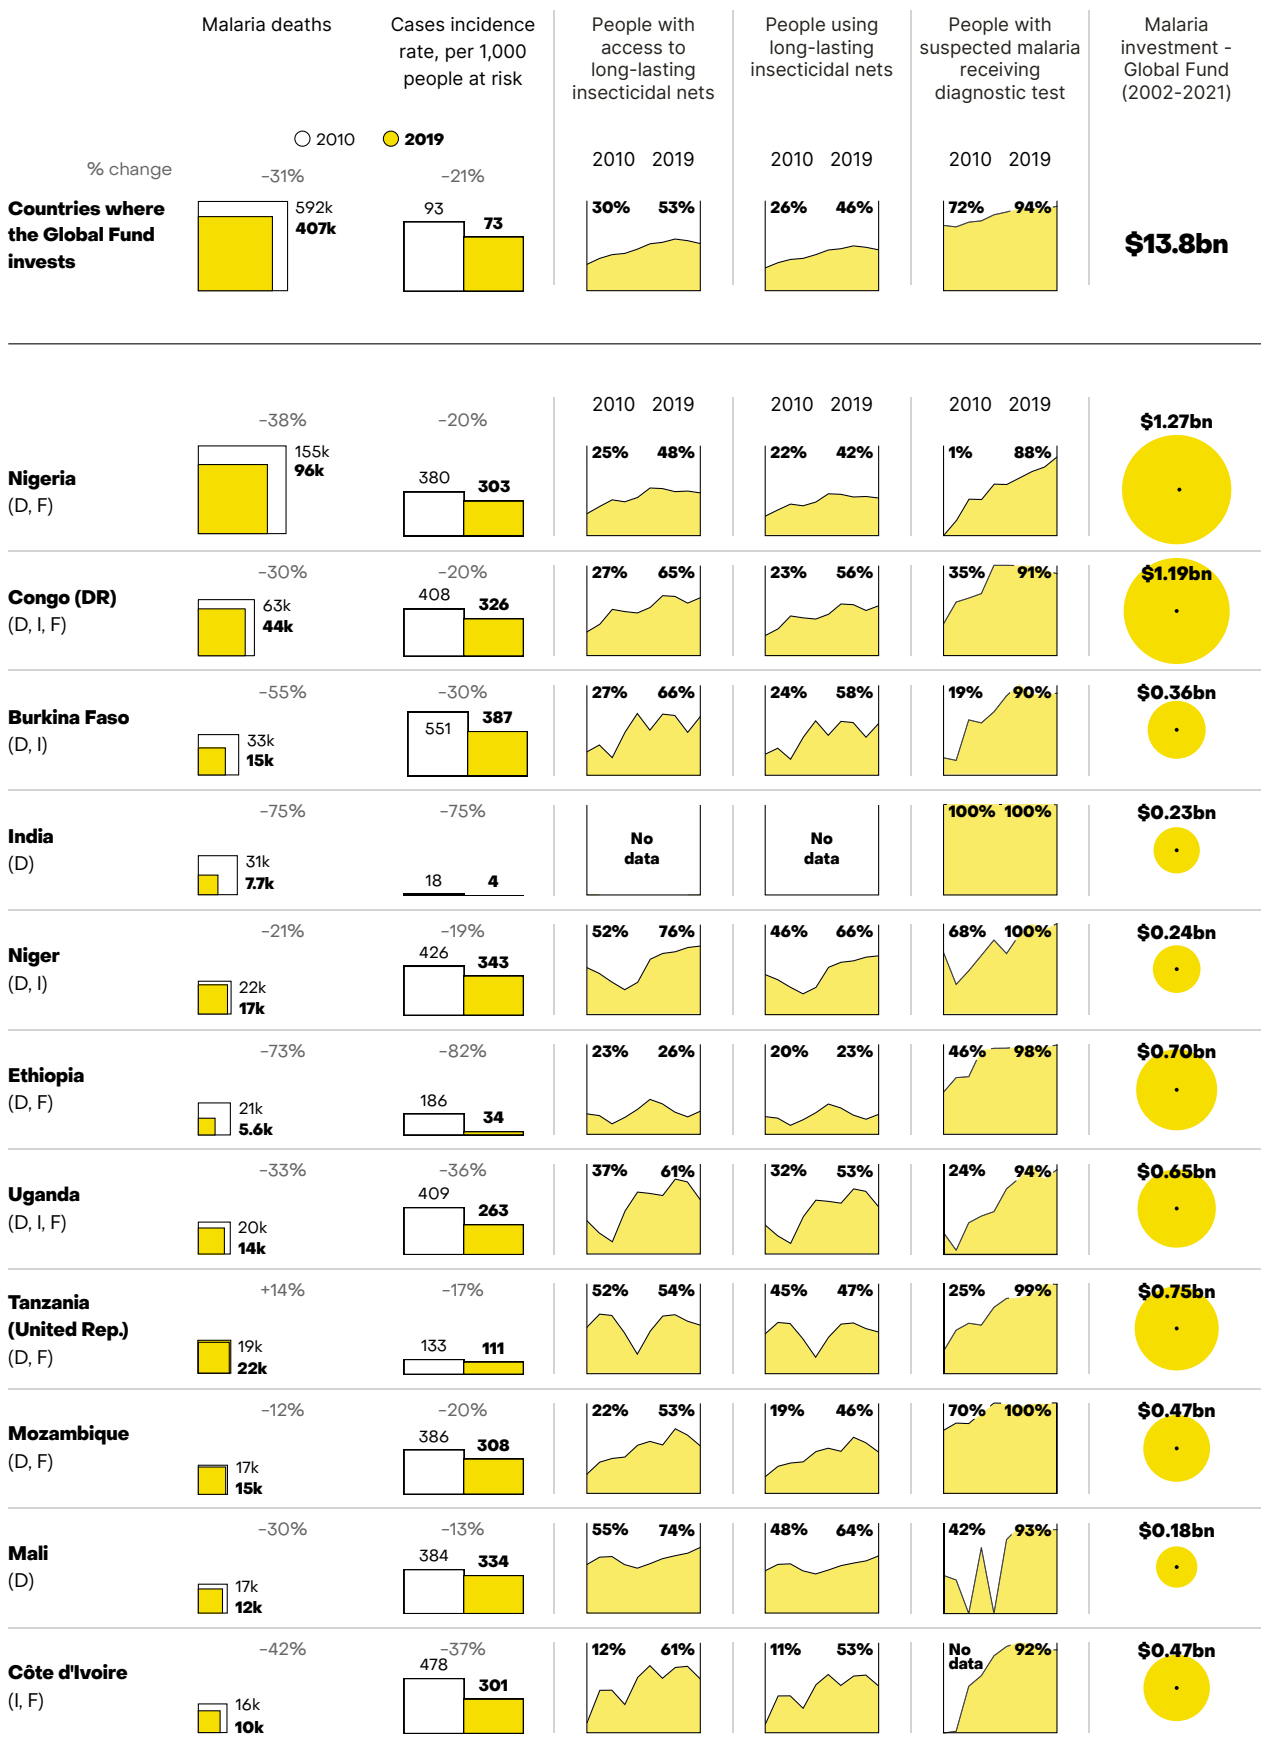 Malaria deaths
Cases incidence
rate, per 1,000
people at risk
People with
access to
long-lasting
insecticidal nets
People using
long-lasting
insecticidal nets
People with
suspected malaria
receiving
diagnostic test
Malaria
investment -
Global Fund
(2002-2021)
2010 2019
2010 2019
2010 2019
2010 2019
% change -31% -21%
Countries where
the Global Fund
invests
592k
407k
93 73
30% 53%
26% 46%
72% 94%
$13.8bn
2010 2019
2010 2019
2010 2019
-38% -20%
Nigeria
(D, F)
155k
96k
380 303
25% 48%
22% 42%
1% 88%
$1.27bn
-30% -20%
Congo (DR)
(D, I, F)
63k
44k
408 326
27% 65%
23% 56%
35% 91%
$1.19bn
-55% -30%
Burkina Faso
(D, I)
33k
15k
551 387
27% 66%
24% 58%
19% 90%
$0.36bn
-75% -75%
India
(D)
31k
7.7k
18 4
No
data
No
data
100% 100%
$0.23bn
-21% -19%
Niger
(D, I)
22k
17k
426 343
52% 76%
46% 66%
68% 100%
$0.24bn
-73% -82%
Ethiopia
(D, F)
21k
5.6k
186 34
23% 26%
20% 23%
46% 98%
$0.70bn
-33% -36%
Uganda
(D, I, F)
20k
14k
409 263
37% 61%
32% 53%
24% 94%
$0.65bn
+14% -17%
Tanzania
(United Rep.)
(D, F)
19k
22k
133 111
52% 54%
45% 47%
25% 99%
$0.75bn
-12% -20%
Mozambique
(D, F)
17k
15k
386 308
22% 53%
19% 46%
70% 100%
$0.47bn
-30% -13%
Mali
(D)
17k
12k
384 334
55% 74%
48% 64%
42% 93%
$0.18bn
-42% -37%
Côte d'Ivoire
(I, F)
16k
10k
478 301
12% 61%
11% 53%
No
data
92%
$0.47bn